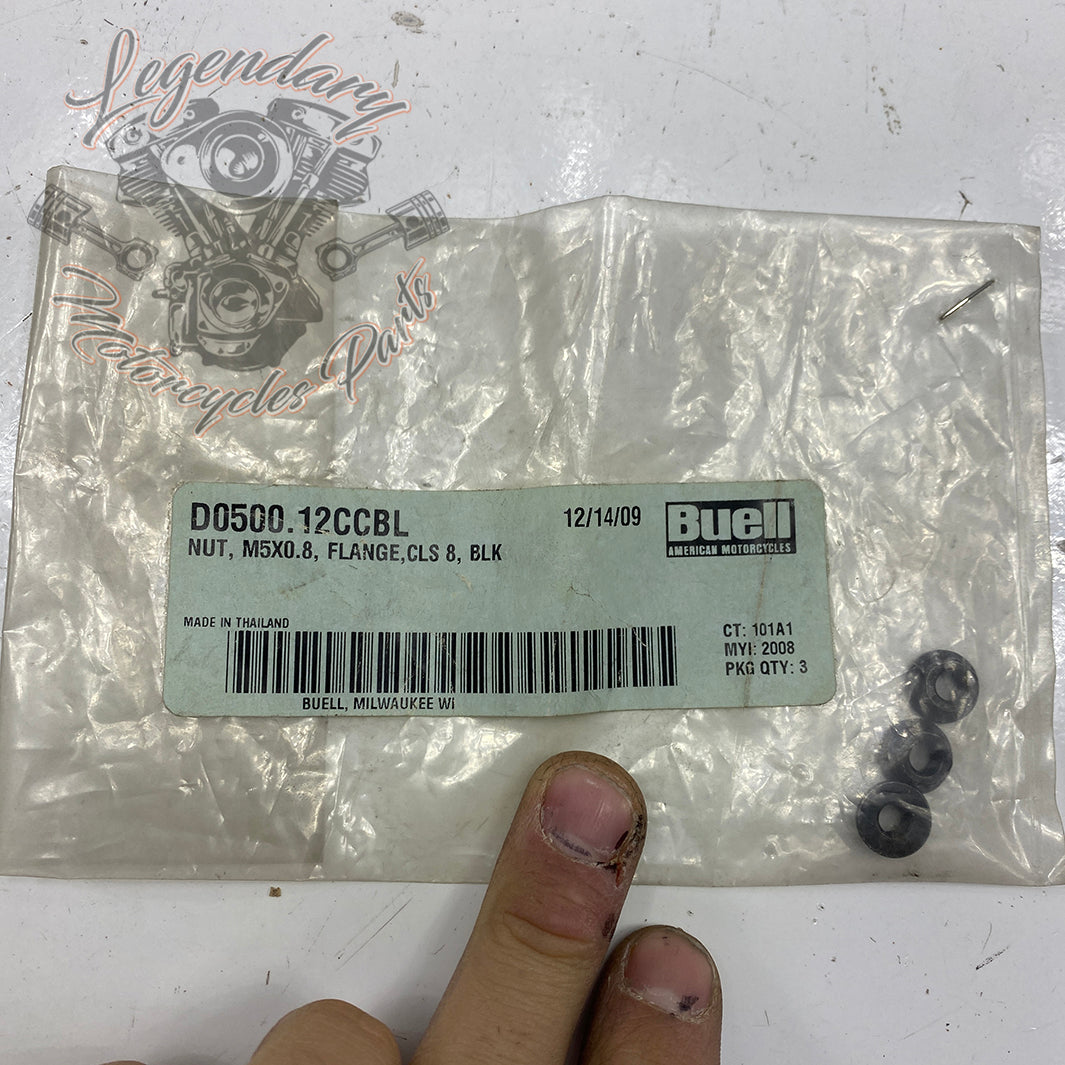 Legendary
Motorcycles Parts
D0500.12CCBL
12/14/09
Buell
AMERICAN MOTORCYCLES
NUT, M5X0.8, FLANGE,CLS 8, BLK
MADE IN THAILAND
CT: 101A1
MYI: 2008
PKG QTY: 3
BUELL, MILWAUKEE WI